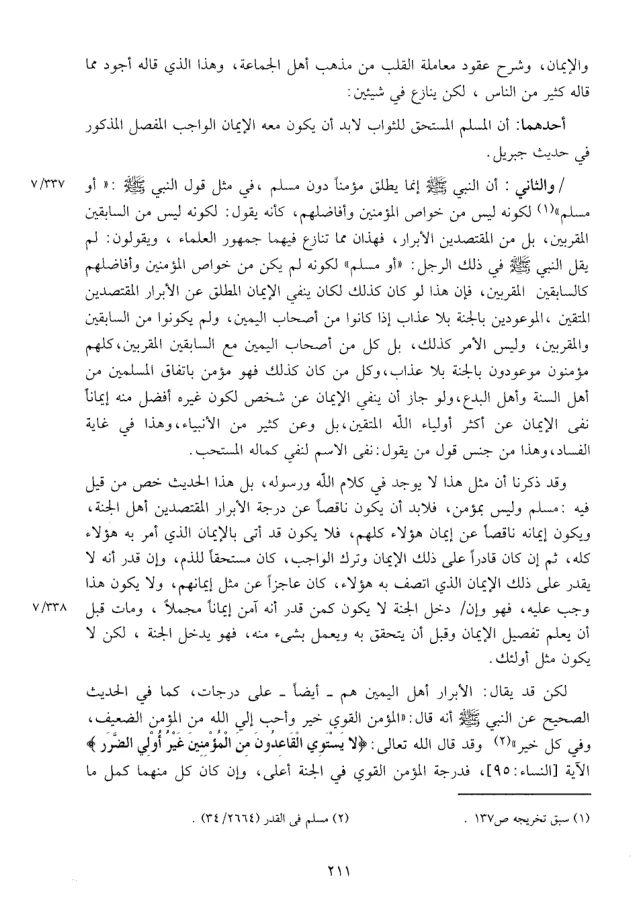 والإيمان، وشرح عقود معاملة القلب من مذهب أهل الجماعة، وهذا الذي قاله أجود مما
قاله كثير من الناس ، لكن ينازع في شيئين:
أحدهما: أن المسلم المستحق للثواب لابد أن يكون معه الإيمان الواجب المفصل المذكور
في حديث جبريل.
٧/٣٣٧ / والثاني : أن النبي ﷺ إنما يطلق مؤمناً دون مسلم ،في مثل قول النبي ﷺ :« أو
مسلم»(١) لكونه ليس من خواص المؤمنين وأفاضلهم، كأنه يقول: لكونه ليس من السابقين
المقربين، بل من المقتصدين الأبرار، فهذان مما تنازع فيهما جمهور العلماء ، ويقولون: لم
يقل النبي ﷺ في ذلك الرجل: «أو مسلم» لكونه لم يكن من خواص المؤمنين وأفاضلهم
كالسابقين المقربين، فإن هذا لو كان كذلك لكان ينفي الإيمان المطلق عن الأبرار المقتصدين
المتقين ،الموعودين بالجنة بلا عذاب إذا كانوا من أصحاب اليمين، ولم يكونوا من السابقين
والمقربين، وليس الأمر كذلك، بل كل من أصحاب اليمين مع السابقين المقربين،كلهم
مؤمنون موعودون بالجنة بلا عذاب،وكل من كان كذلك فهو مؤمن باتفاق المسلمين من
أهل السنة وأهل البدع،ولو جاز أن ينفي الإيمان عن شخص لكون غيره أفضل منه إيماناً
نفى الإيمان عن أكثر أولياء الله المتقين،بل وعن كثير من الأنبياء،وهذا في غاية
الفساد،وهذا من جنس قول من يقول:نفى الاسم لنفي كماله المستحب.
وقد ذكرنا أن مثل هذا لا يوجد في كلام الله ورسوله، بل هذا الحديث خص من قيل
فيه :مسلم وليس بمؤمن، فلابد أن يكون ناقصاً عن درجة الأبرار المقتصدين أهل الجنة،
ويكون إيمانه ناقصاً عن إيمان هؤلاء كلهم، فلا يكون قد أتى بالإيمان الذي أمر به هؤلاء
كله، ثم إن كان قادراً على ذلك الإيمان وترك الواجب، كان مستحقاً للذم، وإن قدر أنه لا
يقدر على ذلك الإيمان الذي اتصف به هؤلاء، كان عاجزاً عن مثل إيمانهم، ولا يكون هذا
٧/٣٣٨ وجب عليه، فهو وإن/ دخل الجنة لا يكون كمن قدر أنه آمن إيماناً مجملاً ، ومات قبل
أن يعلم تفصيل الإيمان وقبل أن يتحقق به ويعمل بشىء منه، فهو يدخل الجنة ، لكن لا
يكون مثل أولئك.
لكن قد يقال: الأبرار أهل اليمين هم ـ أيضاً ـ على درجات، كما في الحديث
الصحيح عن النبي ﷺ أنه قال:«المؤمن القوي خير وأحب إلي الله من المؤمن الضعيف،
وفي كل خير»(٢) وقد قال الله تعالى:﴿لا يَسْتَوِي الْقَاعِدُونَ مِنَ الْمُؤْمِنِينَ غَيْرُ أُوْلِي الضَّرَرِ﴾
الآية [النساء:٩٥]، فدرجة المؤمن القوي في الجنة أعلى، وإن كان كل منهما كمل ما
(١) سبق تخريجه ص١٣٧ . (٢) مسلم فى القدر (٢٦٦٤/ ٣٤) .
٢١١